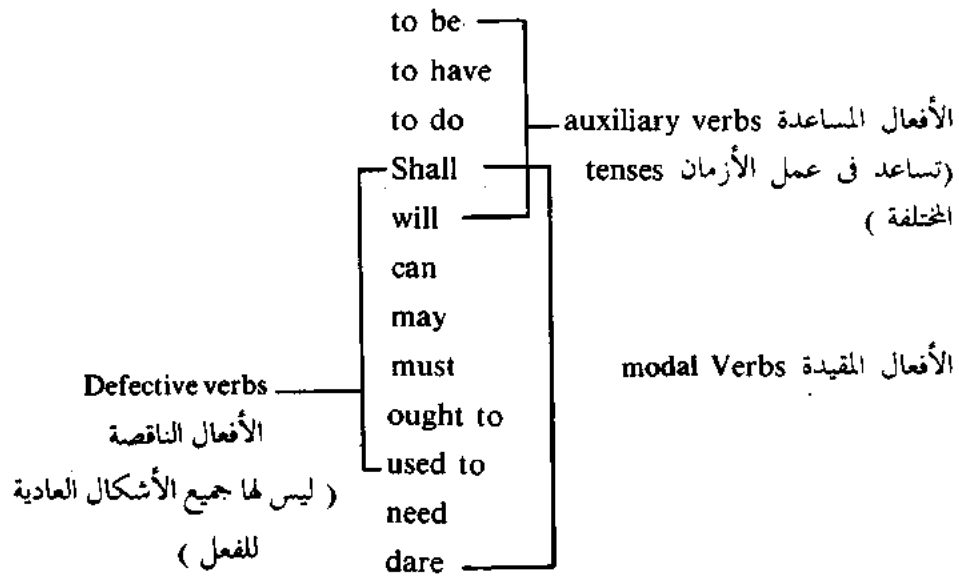 to be
to have
to do
auxiliary verbs الأفعال المساعدة
Shall
(تساعد فى عمل الأزمان tenses
will
المختلفة )
can
may
must
modal Verbs الأفعال المقيدة
Defective verbs
ought to
الأفعال الناقصة
used to
( ليس لها جميع الأشكال العادية
need
للفعل )
dare